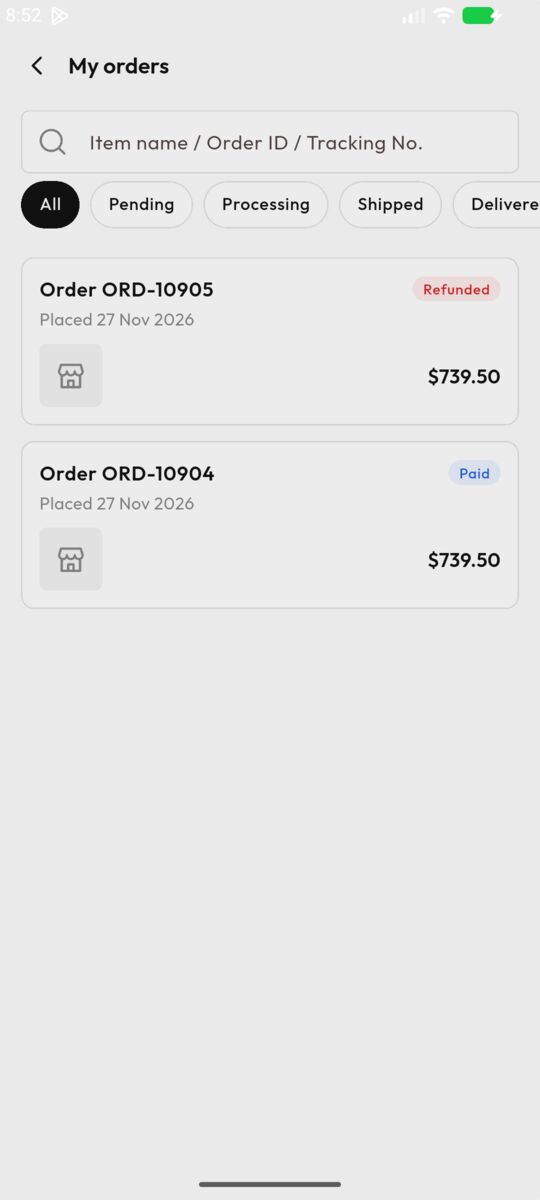 8:52
My orders
Item name / Order ID / Tracking No.
All Pending Processing Shipped Delivere
Order ORD-10905 Refunded
Placed 27 Nov 2026
$739.50
Order ORD-10904 Paid
Placed 27 Nov 2026
$739.50